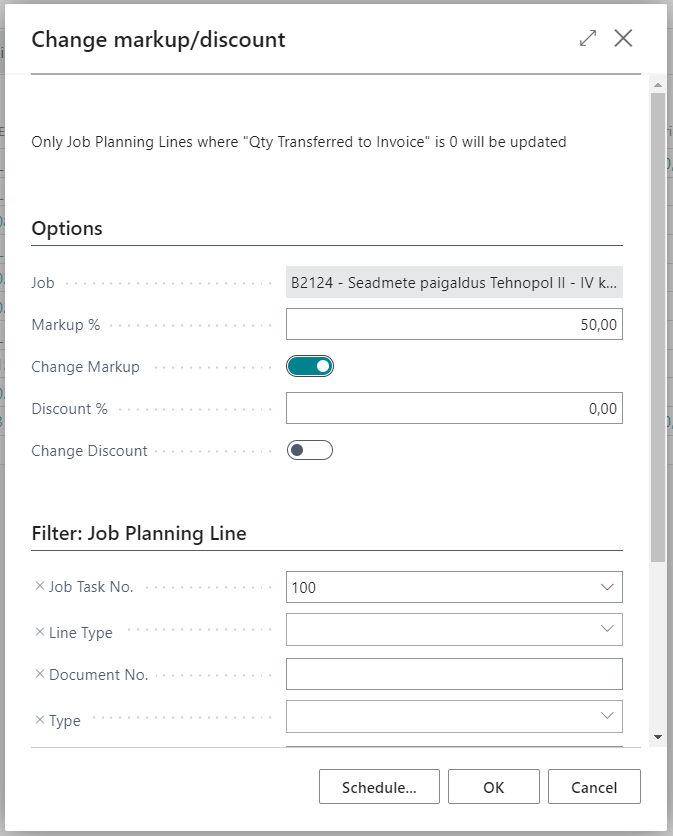 Change markup/discount
Only Job Planning Lines where "Qty Transferred to Invoice" is 0 will be updated
Options
Job B2124 - Seadmete paigaldus Tehnopol II - IV k...
Markup % 50,00
Change Markup
Discount % 0,00
Change Discount
Filter: Job Planning Line
× Job Task No. 100
× Line Type
× Document No.
× Type
Schedule... OK Cancel